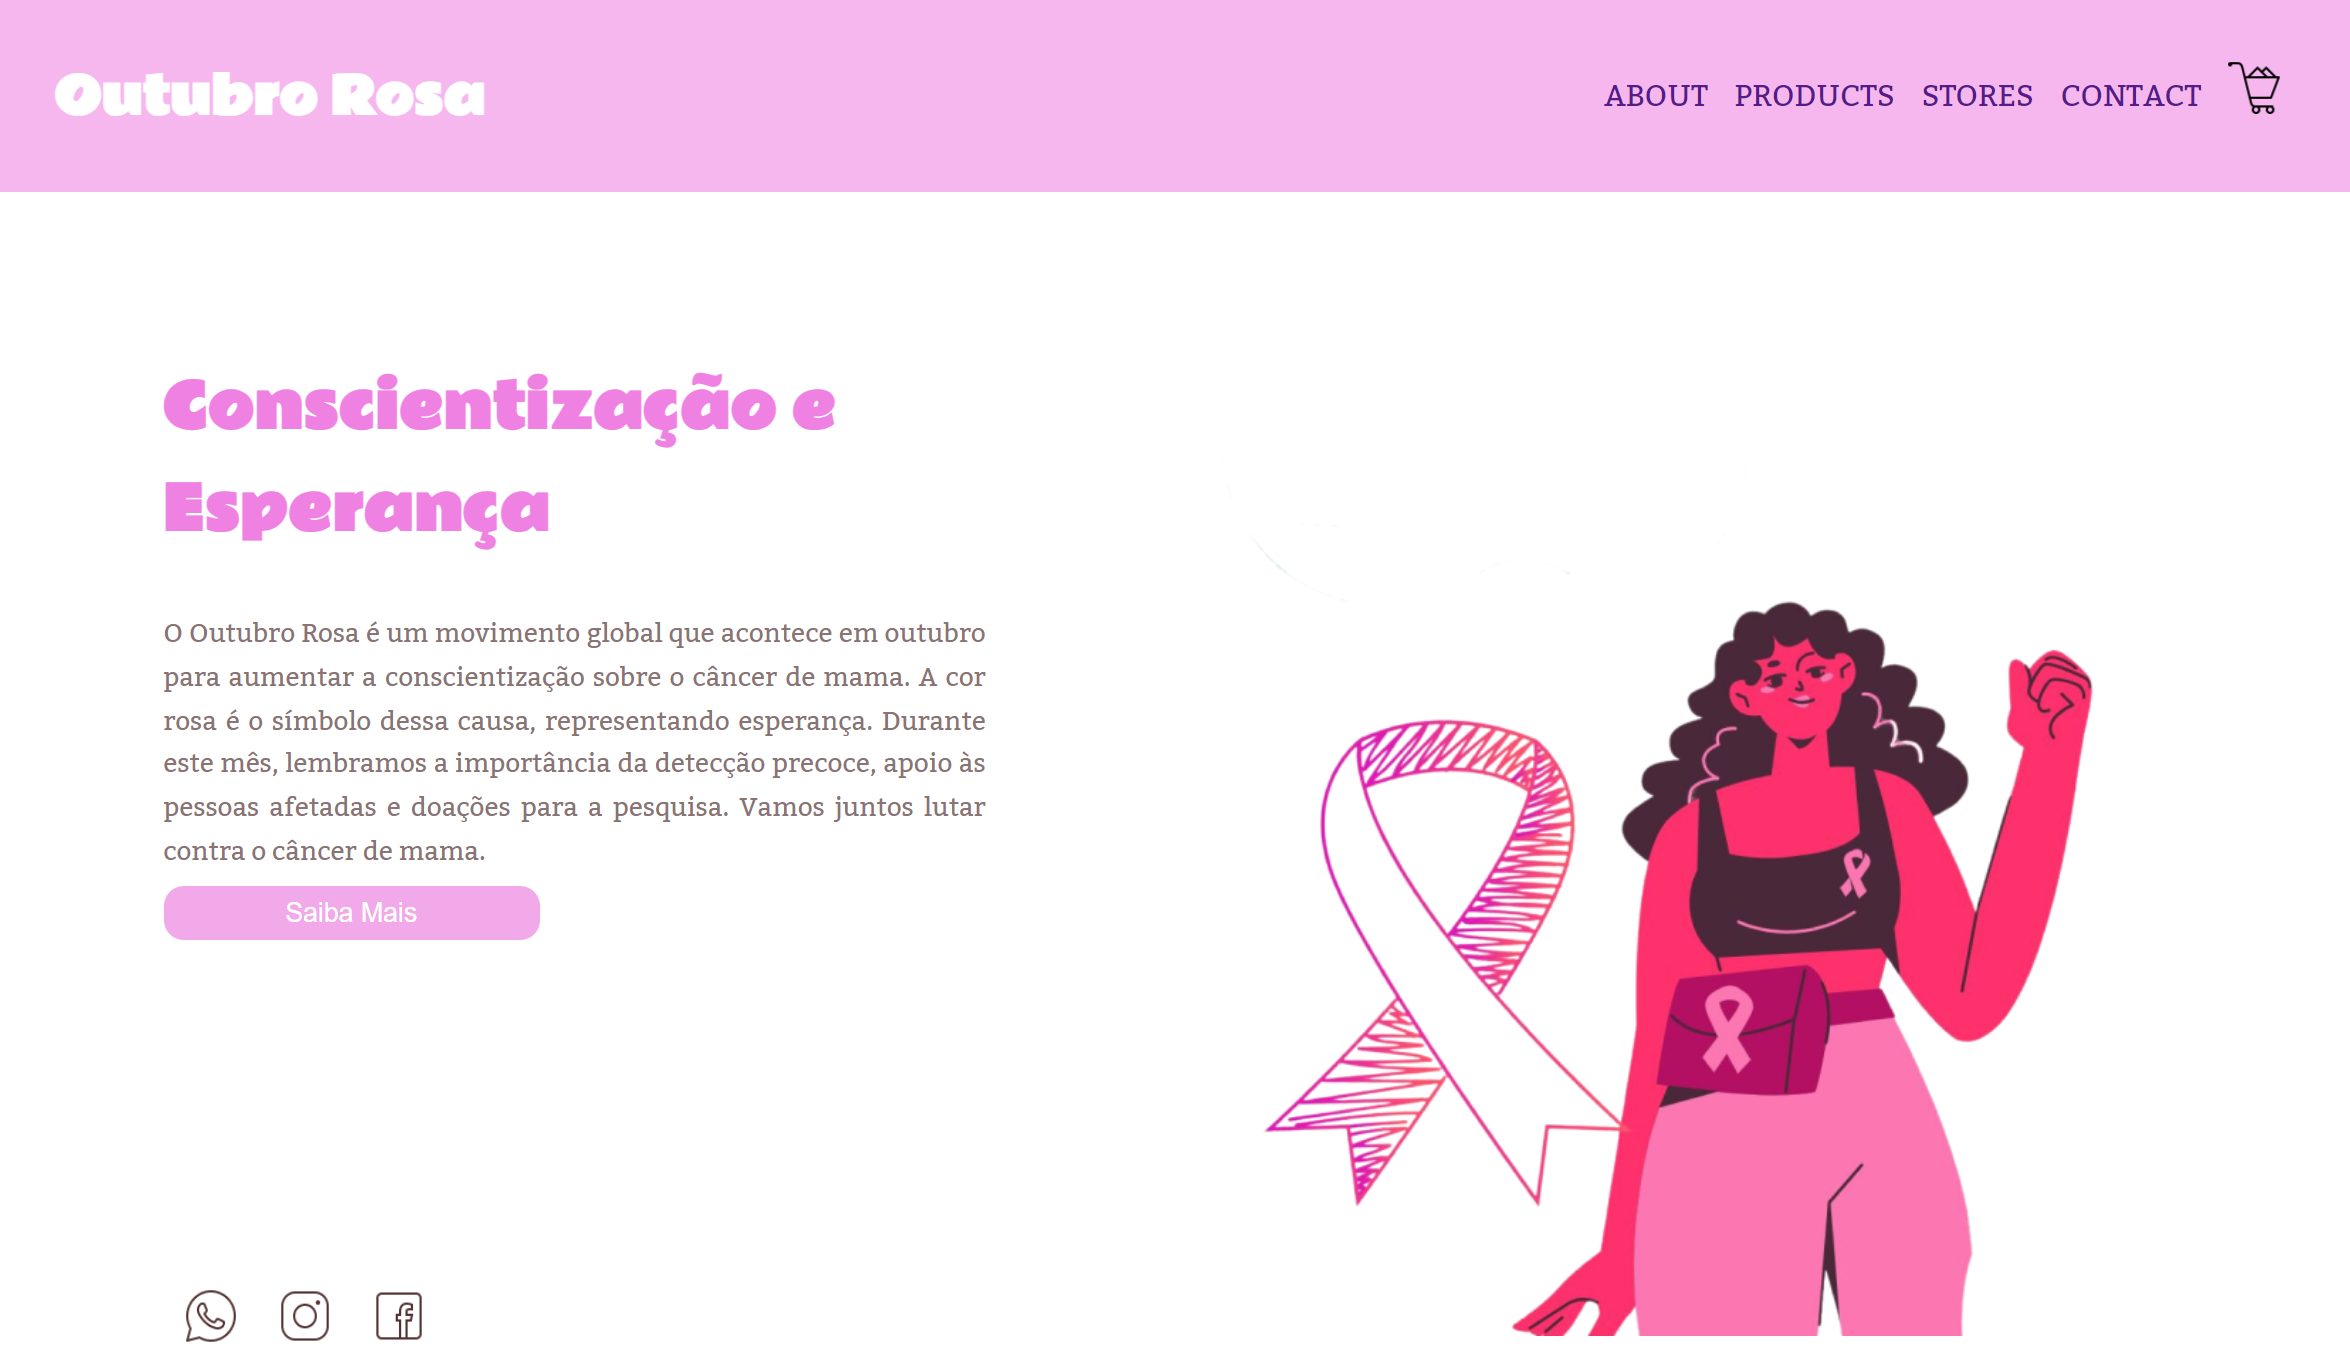 Outubro Rosa
ABOUT PRODUCTS STORES CONTACT
Conscientização e
Esperança
O Outubro Rosa é um movimento global que acontece em outubro
para aumentar a conscientização sobre o câncer de mama. A cor
rosa é o símbolo dessa causa, representando esperança. Durante
este mês, lembramos a importância da detecção precoce, apoio às
pessoas afetadas e doações para a pesquisa. Vamos juntos lutar
contra o câncer de mama.
Saiba Mais